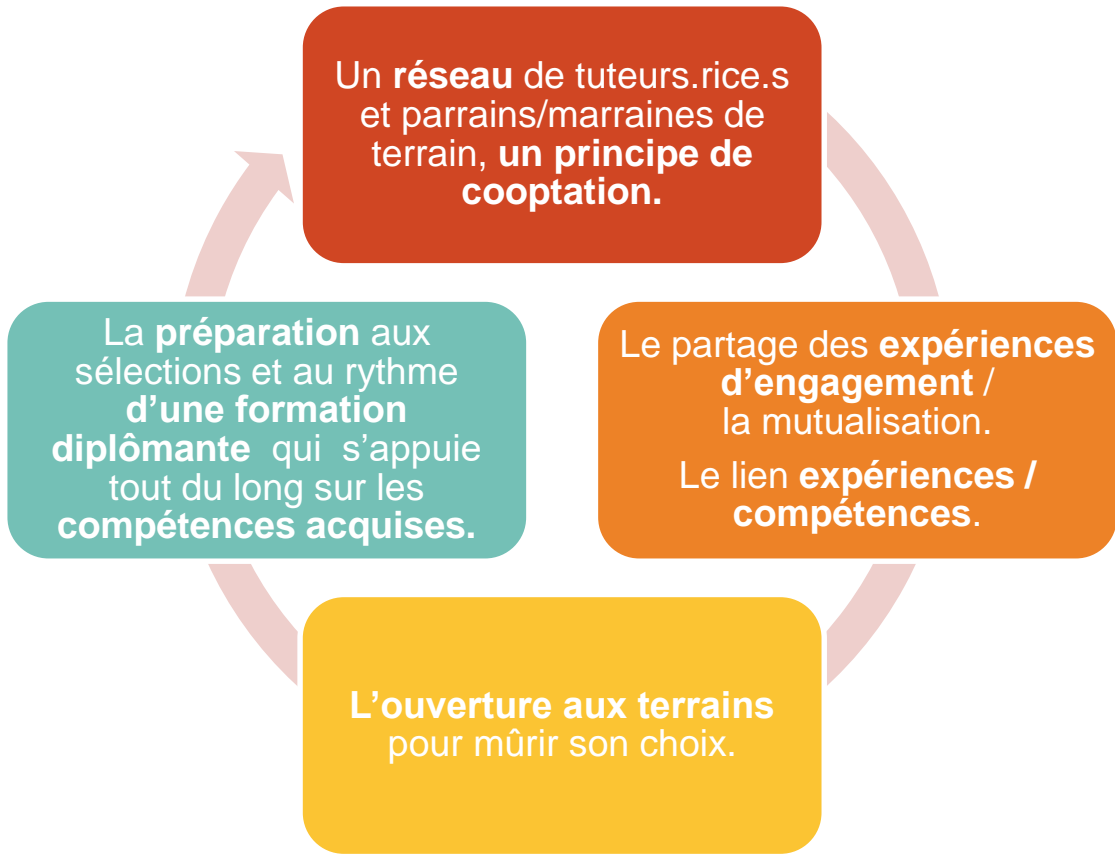 Un réseau de tuteurs.rice.s
et parrains/marraines de
terrain, un principe de
cooptation.
Le partage des expériences
d’engagement /
la mutualisation.
Le lien expériences /
compétences.
L’ouverture aux terrains
pour mûrir son choix.
La préparation aux
sélections et au rythme
d’une formation
diplômante qui s’appuie
tout du long sur les
compétences acquises.